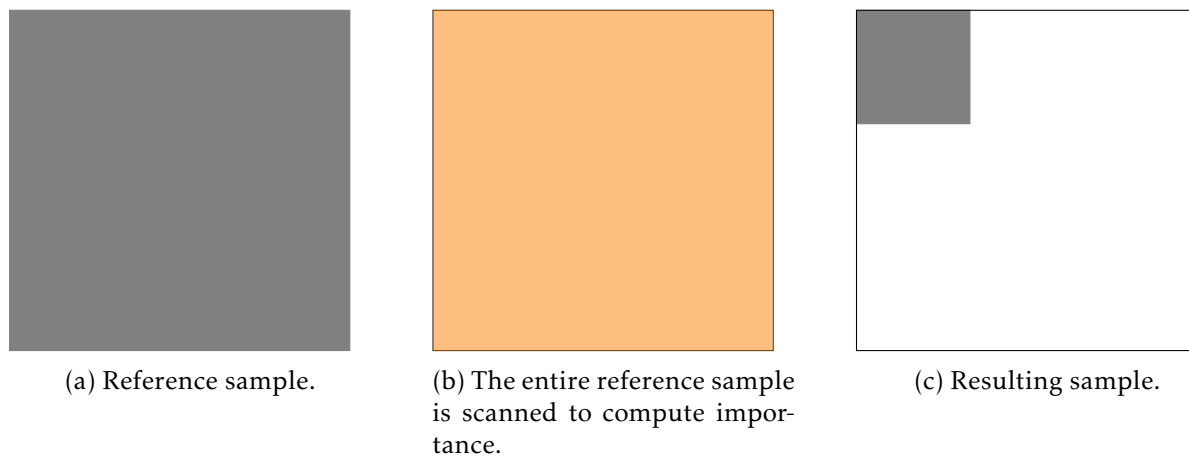 (a) Reference sample.
(b) The entire reference sample
is scanned to compute impor-
tance.
(c) Resulting sample.